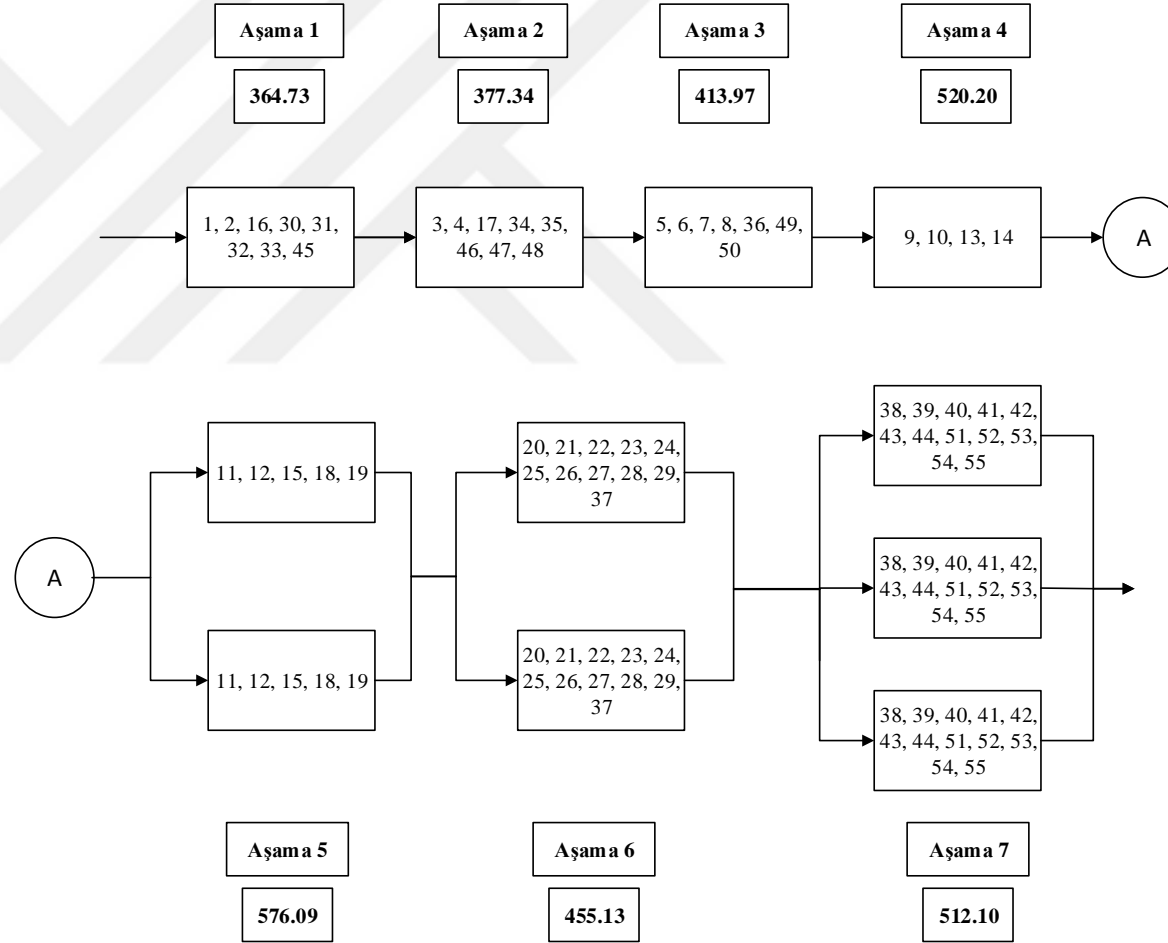 Aşama 1
Aşama 2
Aşama 3
Aşama 4
364.73
377.34
413.97
520.20
1, 2, 16, 30, 31,
32, 33, 45
3, 4, 17, 34, 35,
46, 47, 48
5, 6, 7, 8, 36, 49,
50
9, 10, 13, 14
A
A
11, 12, 15, 18, 19
11, 12, 15, 18, 19
20, 21, 22, 23, 24,
25, 26, 27, 28, 29,
37
20, 21, 22, 23, 24,
25, 26, 27, 28, 29,
37
38, 39, 40, 41, 42,
43, 44, 51, 52, 53,
54, 55
38, 39, 40, 41, 42,
43, 44, 51, 52, 53,
54, 55
38, 39, 40, 41, 42,
43, 44, 51, 52, 53,
54, 55
Aşama 5
Aşama 6
Aşama 7
576.09
455.13
512.10